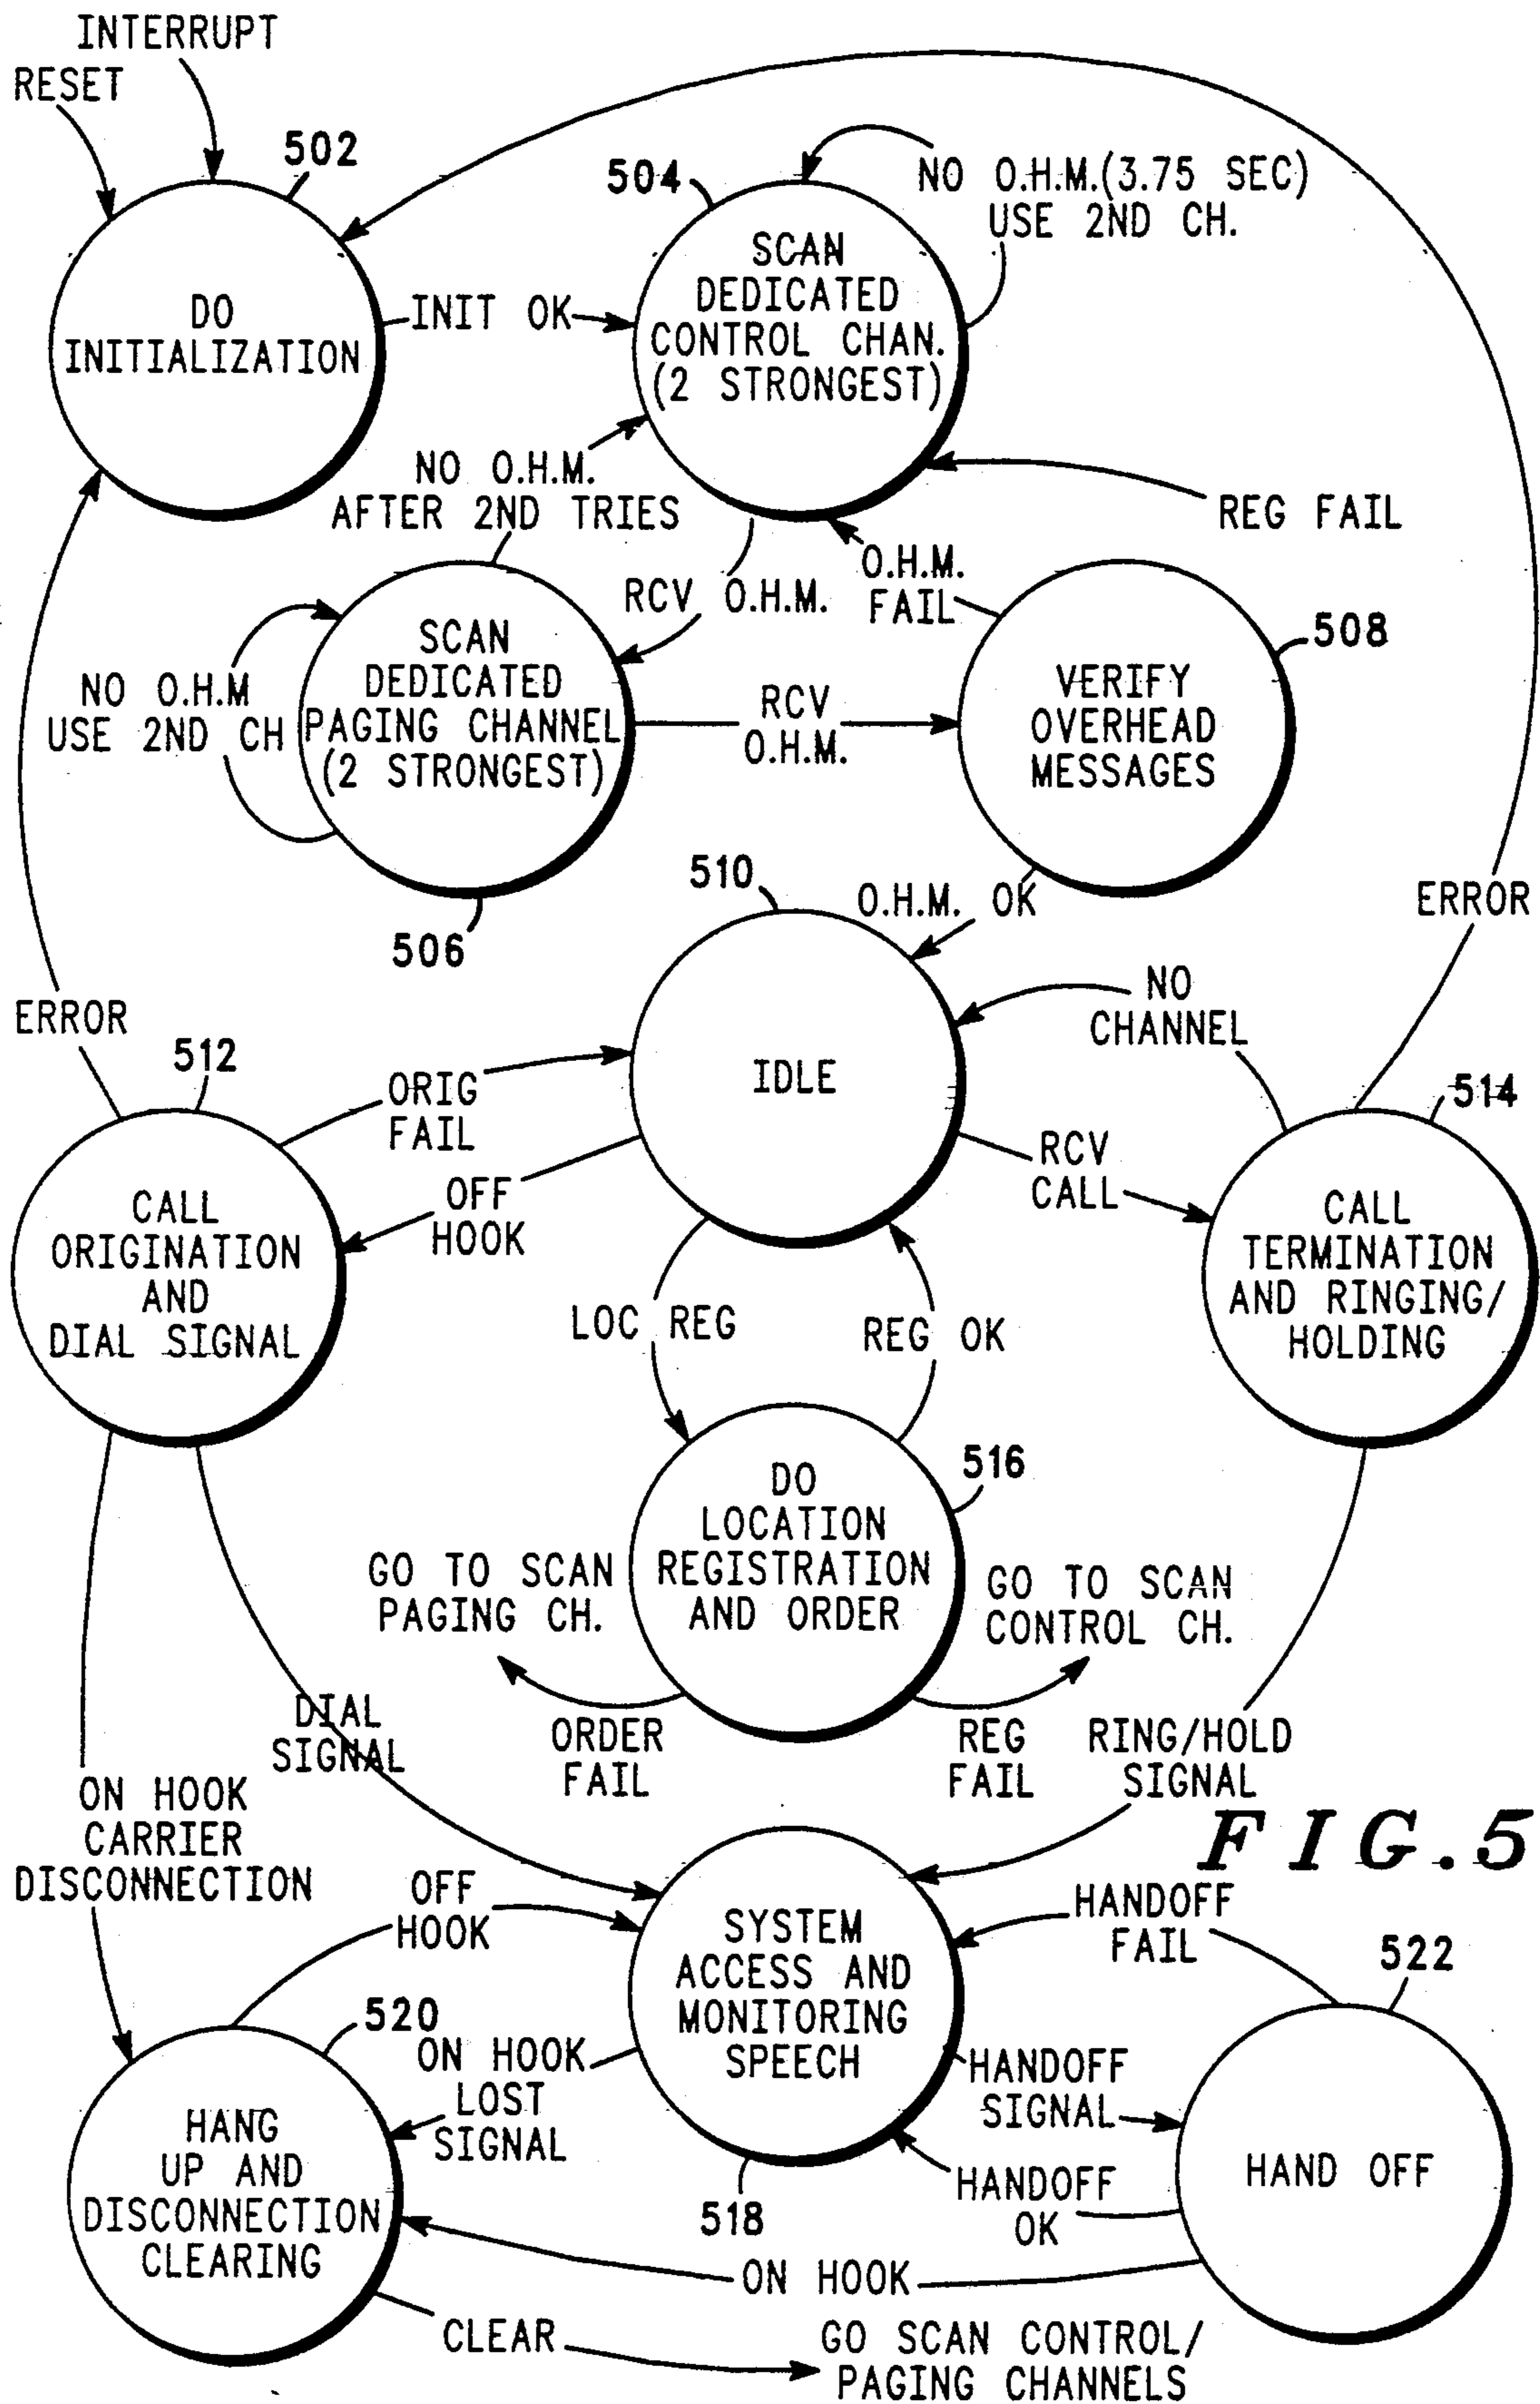 INTERRUPT
RESET
502
DO
INITIALIZATION
INIT OK
504
SCAN
DEDICATED
CONTROL CHAN.
(2 STRONGEST)
NO O.H.M.(3.75 SEC)
USE 2ND CH.
NO O.H.M.
AFTER 2ND TRIES
REG FAIL
RCV O.H.M.
O.H.M.
FAIL
508
NO O.H.M
USE 2ND CH
SCAN
DEDICATED
PAGING CHANNEL
(2 STRONGEST)
506
RCV
O.H.M.
VERIFY
OVERHEAD
MESSAGES
510
O.H.M. OK
ERROR
NO
CHANNEL
ERROR
512
ORIG
FAIL
IDLE
514
OFF
HOOK
RCV
CALL
CALL
ORIGINATION
AND
DIAL SIGNAL
CALL
TERMINATION
AND RINGING/
HOLDING
LOC REG
REG OK
516
DO
LOCATION
REGISTRATION
AND ORDER
GO TO SCAN
PAGING CH.
GO TO SCAN
CONTROL CH.
DIAL
SIGNAL
ORDER
FAIL
REG
FAIL
RING/HOLD
SIGNAL
ON HOOK
CARRIER
DISCONNECTION
FIG.5
OFF
HOOK
HANDOFF
FAIL
SYSTEM
ACCESS AND
MONITORING
SPEECH
522
520
ON HOOK
LOST
SIGNAL
HANDOFF
SIGNAL
HANG
UP AND
DISCONNECTION
CLEARING
518
HANDOFF
OK
HAND OFF
ON HOOK
CLEAR
GO SCAN CONTROL/
PAGING CHANNELS